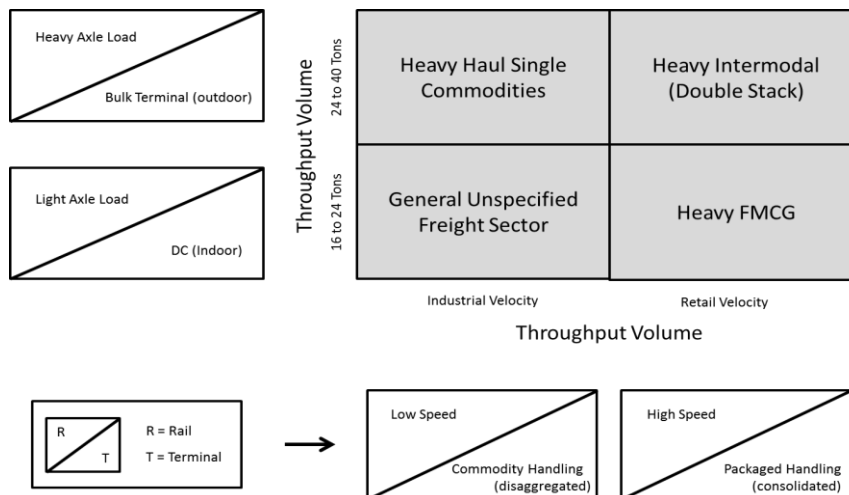 Heavy Axle Load
Bulk Terminal (outdoor)
Light Axle Load
DC (Indoor)
Throughput Volume
24 to 40 Tons
16 to 24 Tons
Heavy Haul Single
Commodities
Heavy Intermodal
(Double Stack)
General Unspecified
Freight Sector
Heavy FMCG
Industrial Velocity
Retail Velocity
Throughput Volume
R
T
R = Rail
T = Terminal
Low Speed
Commodity Handling
(disaggregated)
High Speed
Packaged Handling
(consolidated)